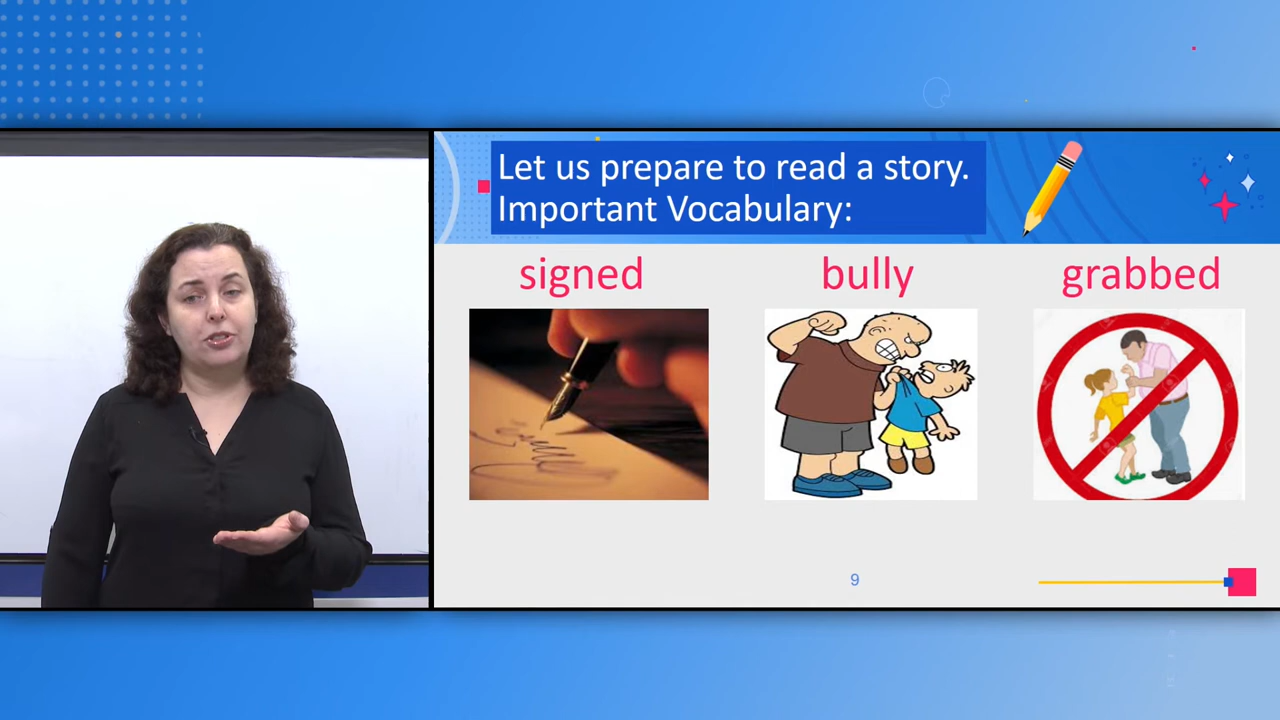 Let us prepare to read a story.
Important Vocabulary:
signed
bully
grabbed
9